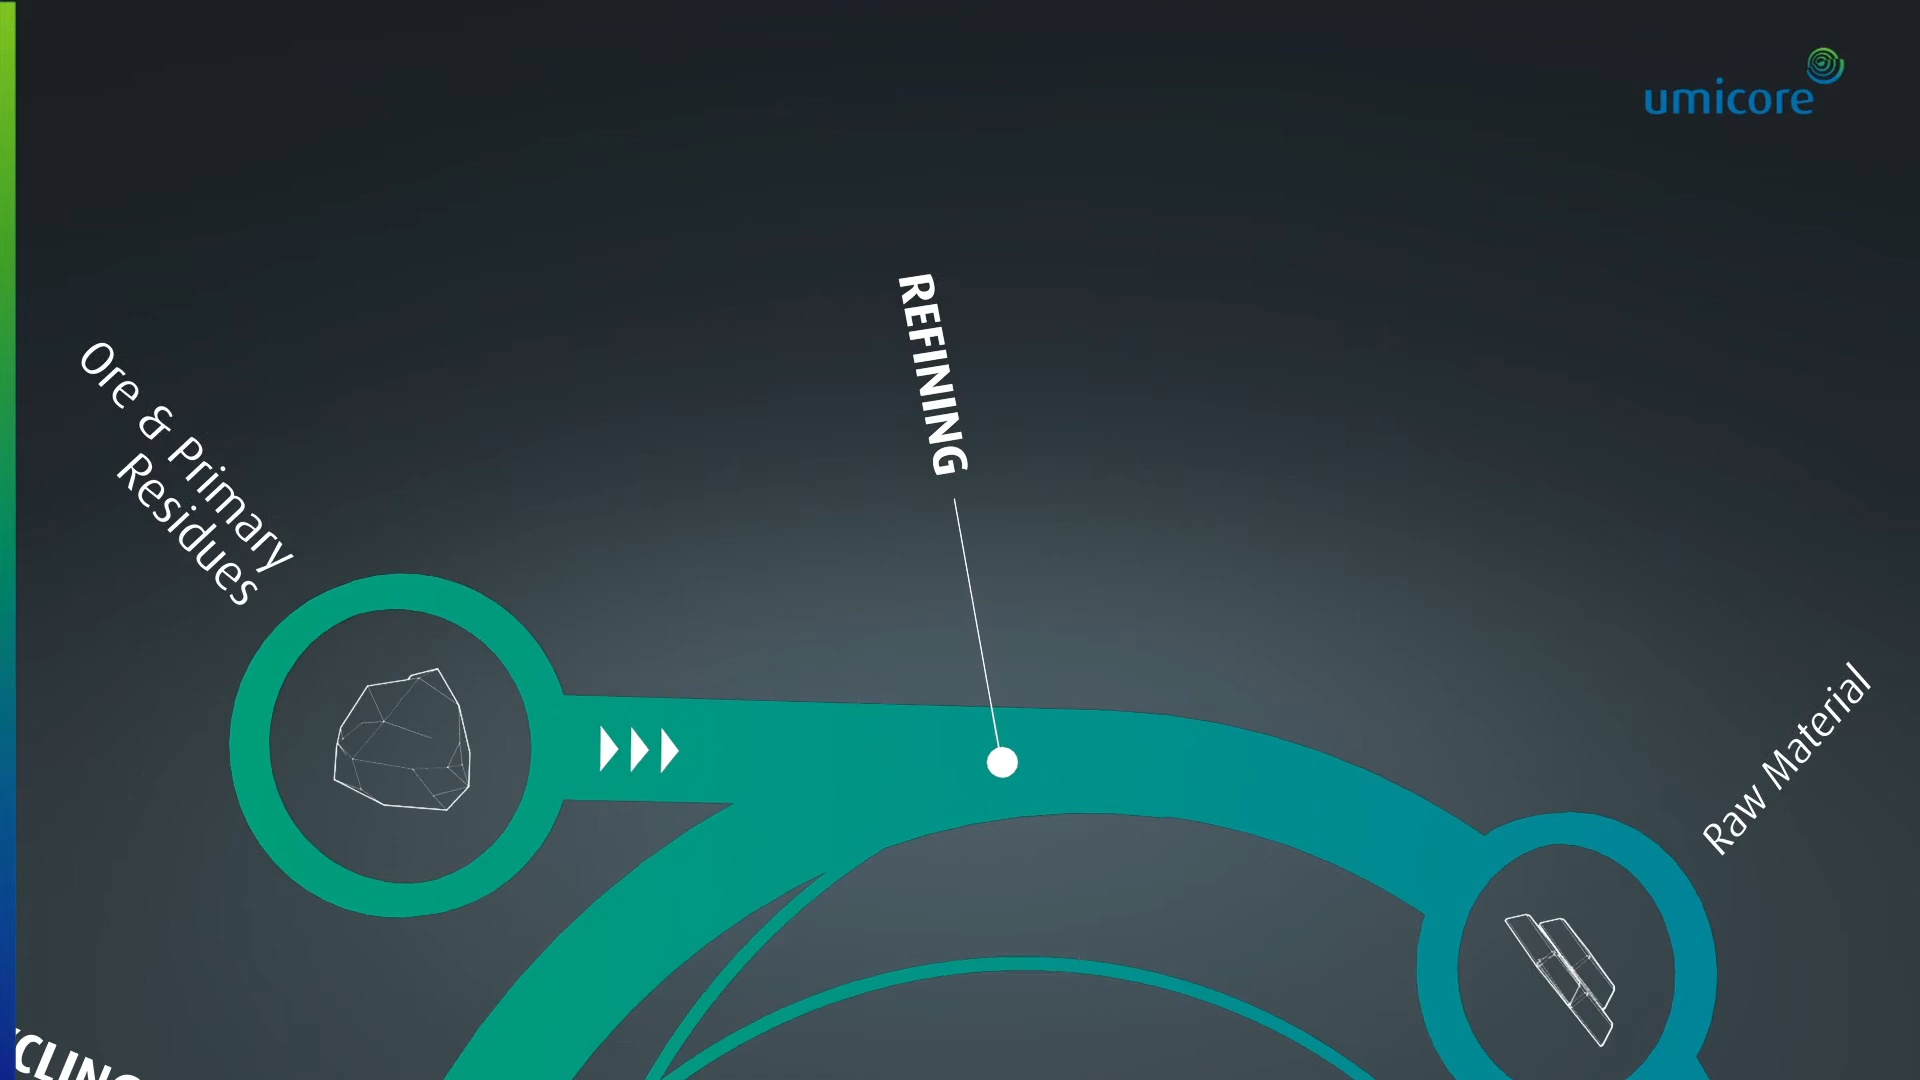 umicore
REFINING
Ore & Primary
Residues
Raw Material